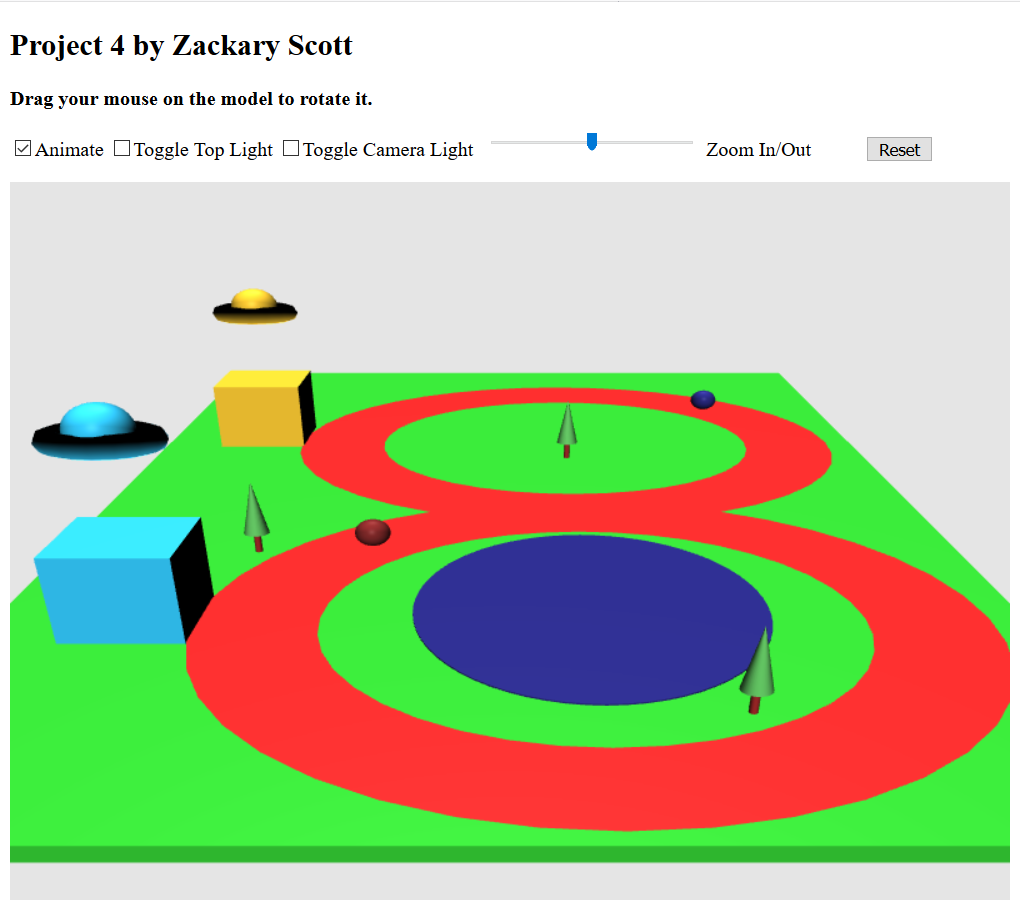 Project 4 by Zackary Scott
Drag your mouse on the model to rotate it.
Animate Toggle Top Light Toggle Camera Light Zoom In/Out Reset